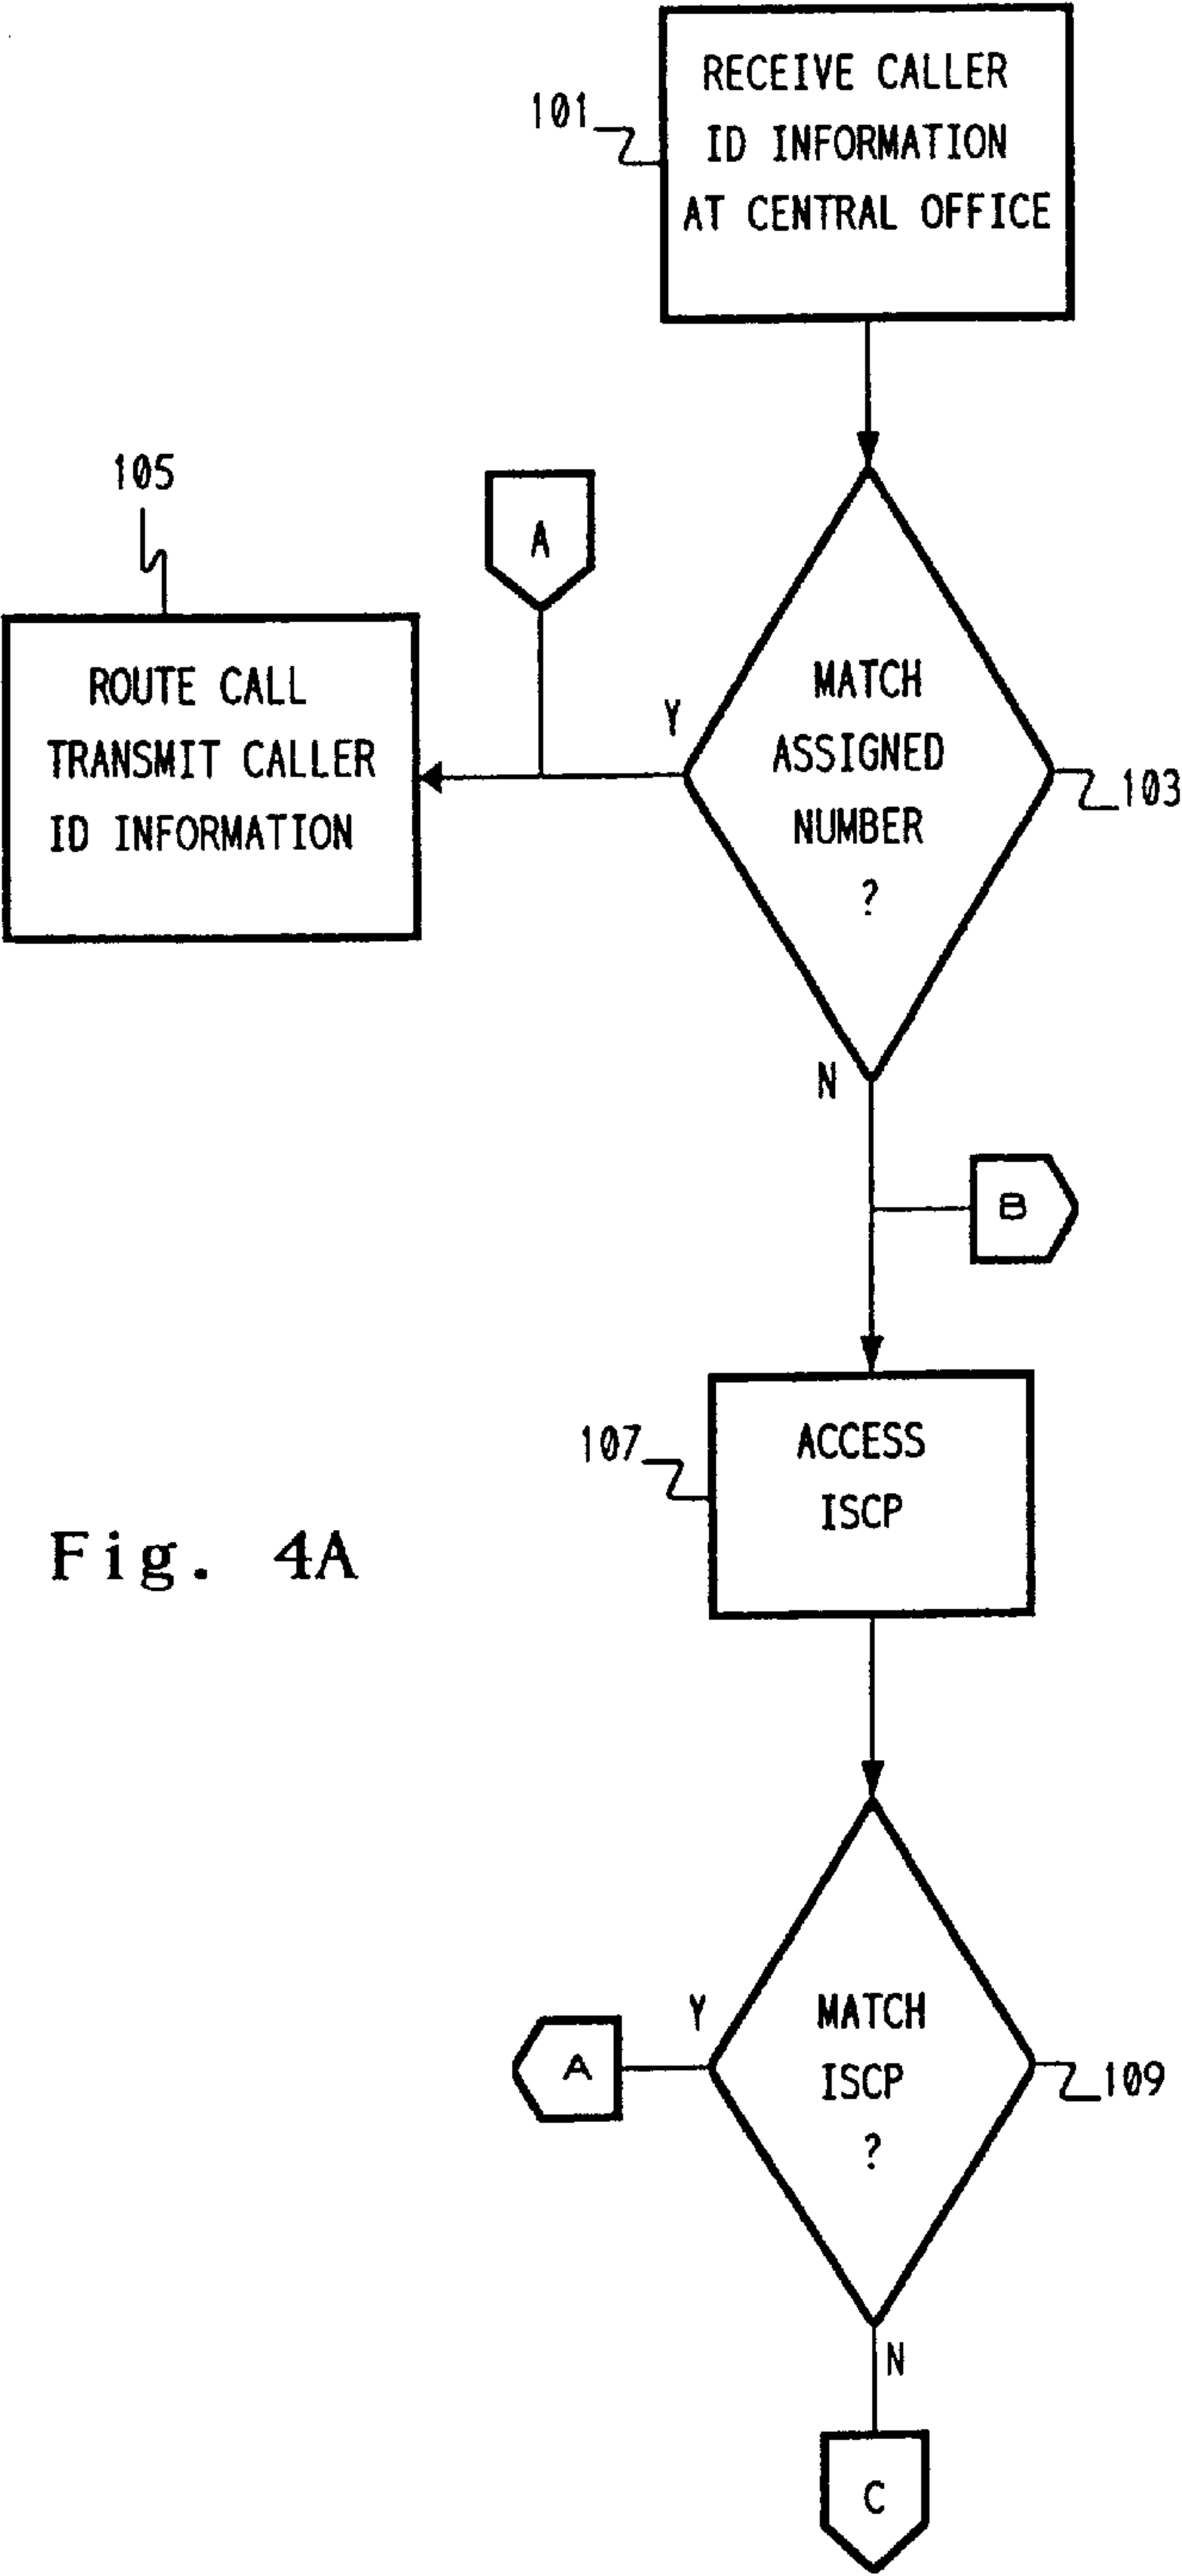 RECEIVE CALLER
ID INFORMATION
AT CENTRAL OFFICE
101
105
A
ROUTE CALL
TRANSMIT CALLER
ID INFORMATION
Y
MATCH
ASSIGNED
NUMBER
?
103
N
B
107
ACCESS
ISCP
Fig. 4A
Y
A
MATCH
ISCP
?
109
N
C